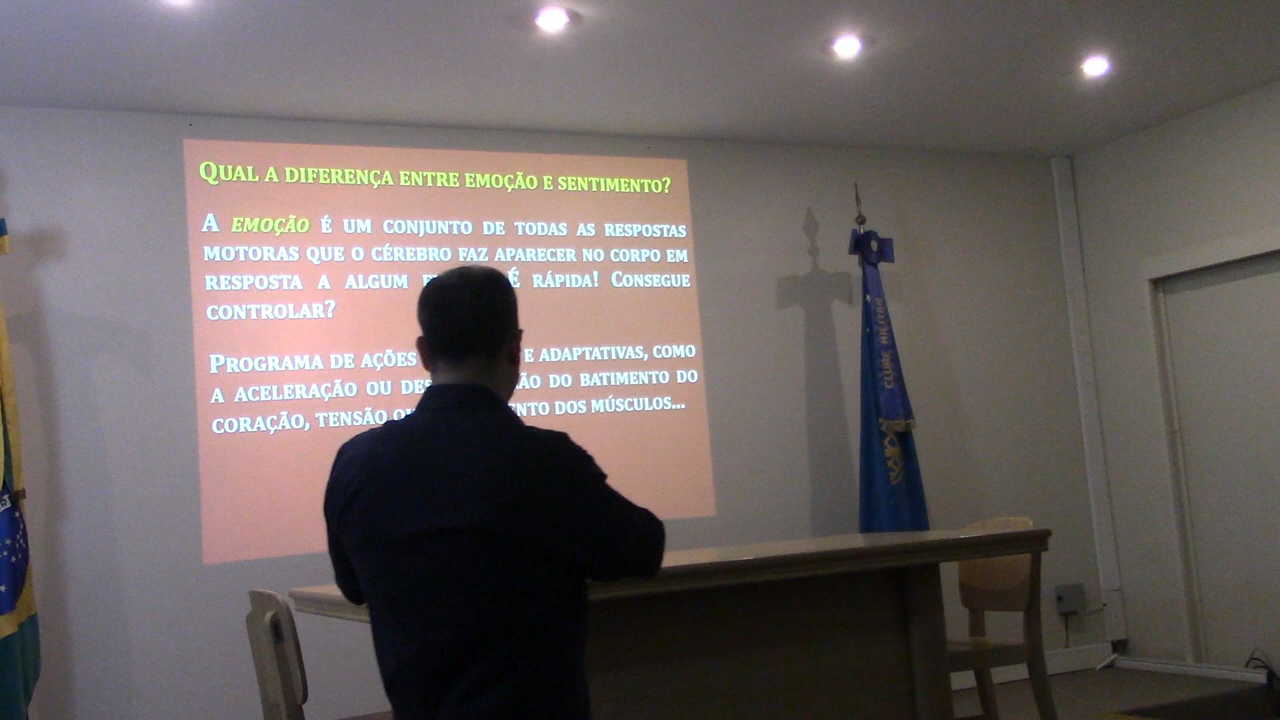 QUAL A DIFERENÇA ENTRE EMOÇÃO E SENTIMENTO?
A EMOÇÃO É UM CONJUNTO DE TODAS AS RESPOSTAS
MOTORAS QUE O CÉREBRO FAZ APARECER NO CORPO EM
RESPOSTA A ALGUM É RÁPIDA! CONSEGUE
CONTROLAR?
PROGRAMA DE AÇÕES E ADAPTATIVAS, COMO
A ACELERAÇÃO OU DO BATIMENTO DO
CORAÇÃO, TENSÃO DOS MÚSCULOS...
CLUBE MILITAR